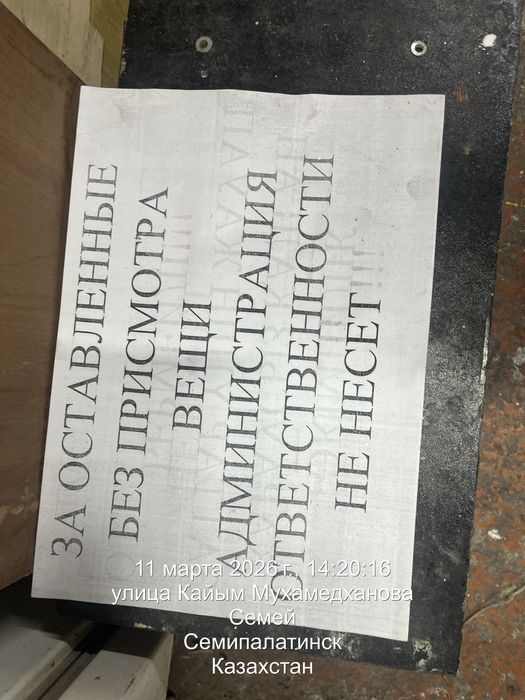 ЗА ОСТАВЛЕННЫЕ
БЕЗ ПРИСМОТРА
ВЕЩИ
АДМИНИСТРАЦИЯ
ОТВЕТСТВЕННОСТИ
НЕ НЕСЕТ
11 марта 2026 г., 14:20:16
улица Кайым Мухамедханова
Семей
Семипалатинск
Казахстан